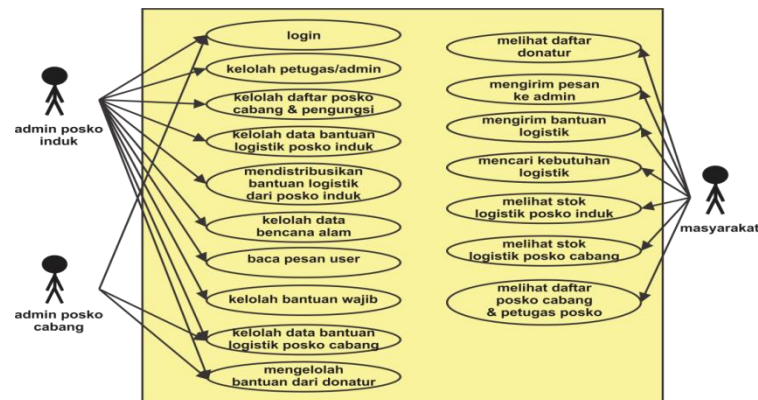 login
kelolah petugas/admin
kelolah daftar posko
cabang & pengungsi
kelolah data bantuan
logistik posko induk
mendistribusikan
bantuan logistik
dari posko induk
kelolah data
bencana alam
baca pesan user
kelolah bantuan wajib
kelolah data bantuan
logistik posko cabang
mengelolah
bantuan dari donatur
admin posko
induk
admin posko
cabang
melihat daftar
donatur
mengirim pesan
ke admin
mengirim bantuan
logistik
mencari kebutuhan
logistik
melihat stok
logistik posko induk
melihat stok
logistik posko cabang
melihat daftar
posko cabang
& petugas posko
masyarakat